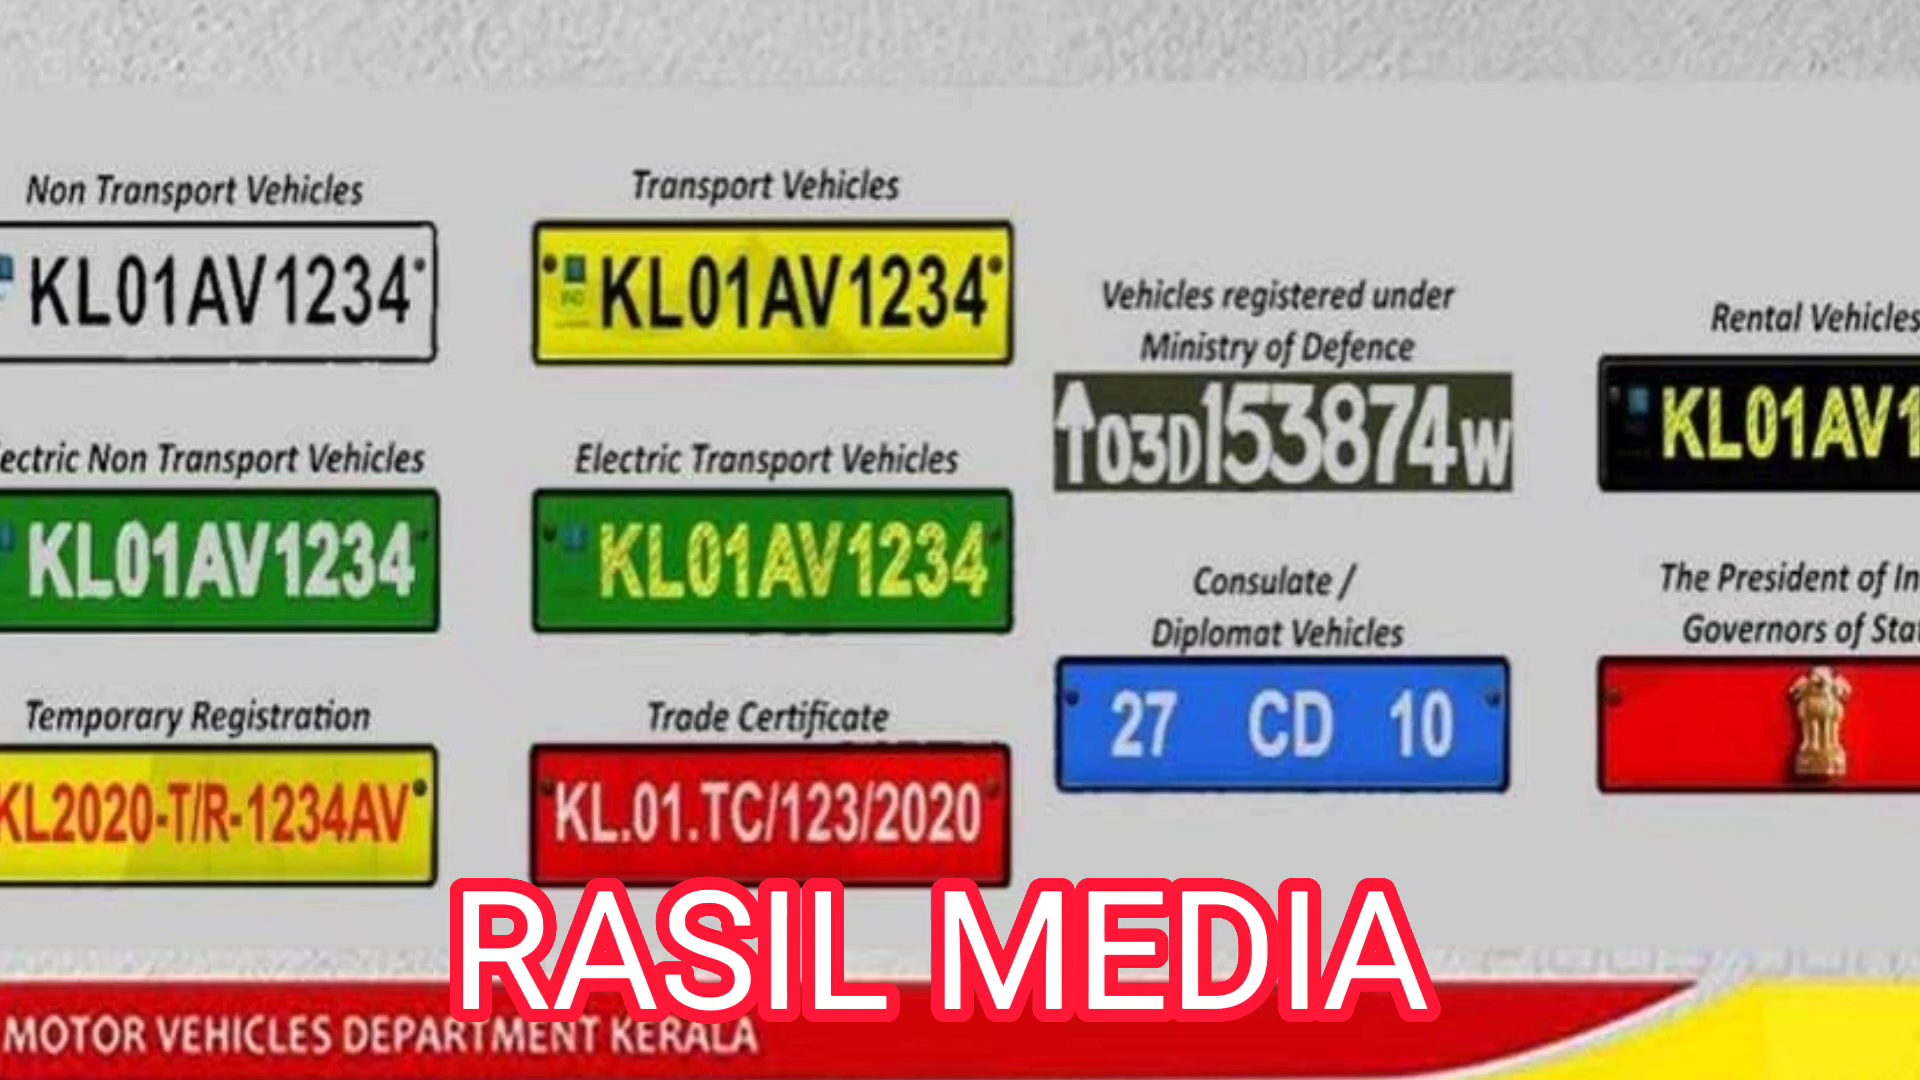 Non Transport Vehicles
KL01AV1234
Transport Vehicles
KL01AV1234
IND
ectric Non Transport Vehicles
KL01AV1234
Electric Transport Vehicles
KL01AV1234
Temporary Registration
KL2020-T/R-1234AV
Trade Certificate
KL.01.TC/123/2020
Vehicles registered under
Ministry of Defence
↑03D153874W
Rental Vehicles
KL01AV1
Consulate /
Diplomat Vehicles
27 CD 10
The President of In
Governors of Stat
RASIL MEDIA
MOTOR VEHICLES DEPARTMENT KERALA